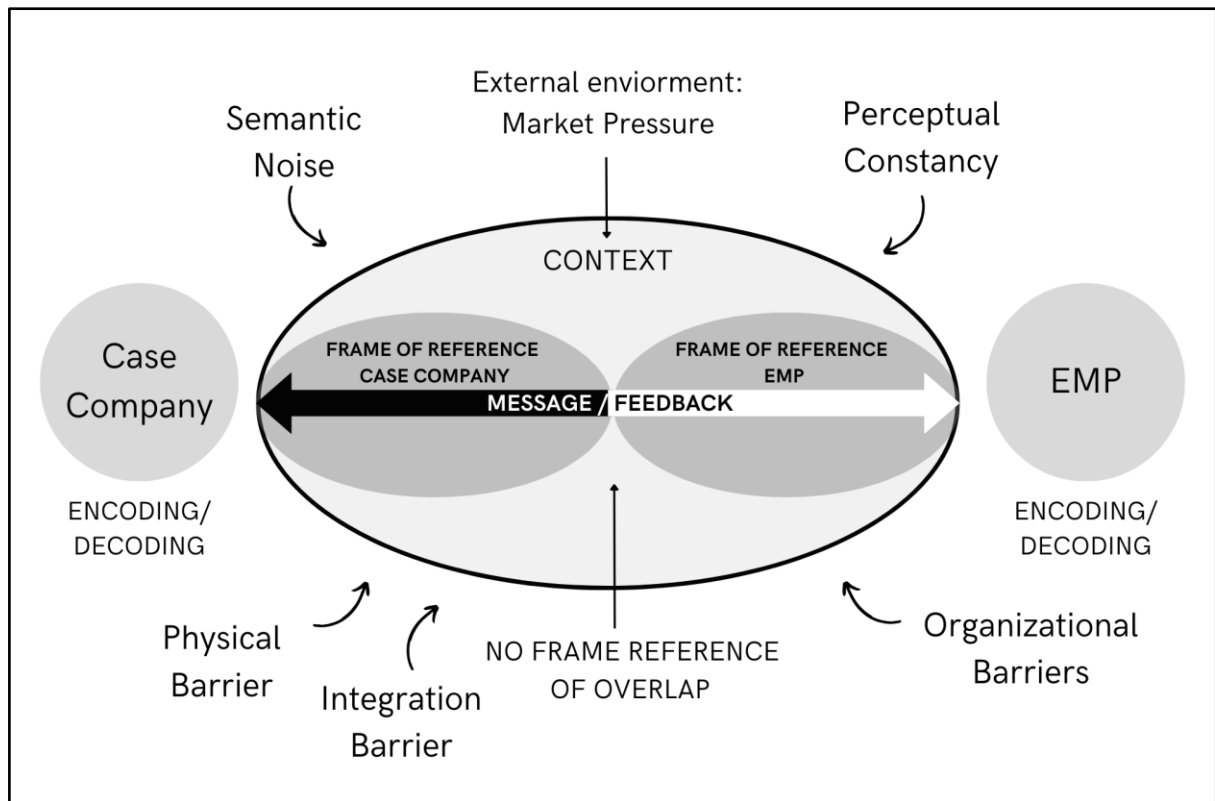 External enviorment:
Market Pressure
Semantic
Noise
Perceptual
Constancy
CONTEXT
Case
Company
FRAME OF REFERENCE
CASE COMPANY
FRAME OF REFERENCE
EMP
MESSAGE / FEEDBACK
EMP
ENCODING/
DECODING
ENCODING/
DECODING
Physical
Barrier
Integration
Barrier
NO FRAME REFERENCE
OF OVERLAP
Organizational
Barriers